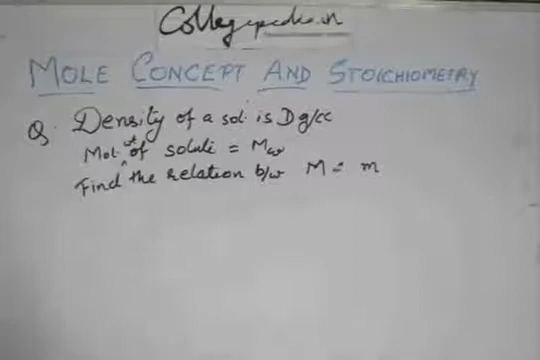 Collegepedia.in
MOLE CONCEPT AND STOICHIOMETRY
Q. Density of a sol. is D g/cc
Mol. wt of solute = Mw
Find the relation b/w M = m